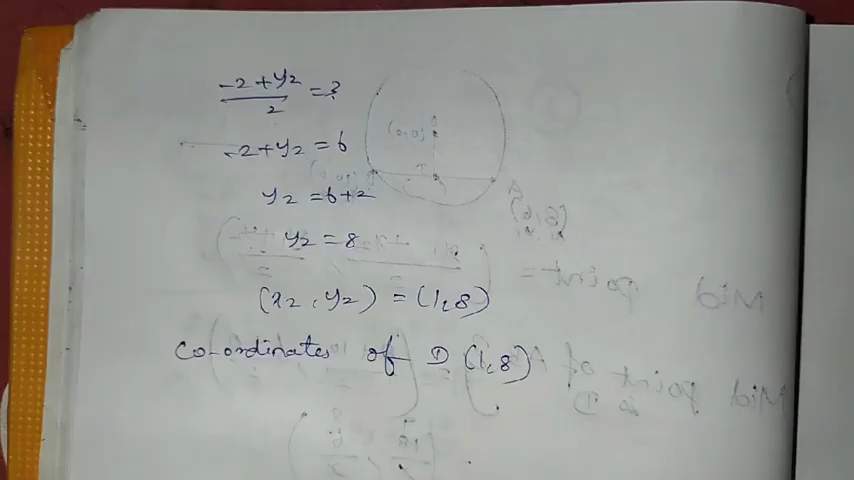 -2+y2/2 = 3
-2+y2 = 6
y2 = 6+2
y2 = 8
(x2, y2) = (1,8)
Co-ordinates of D (1,8)